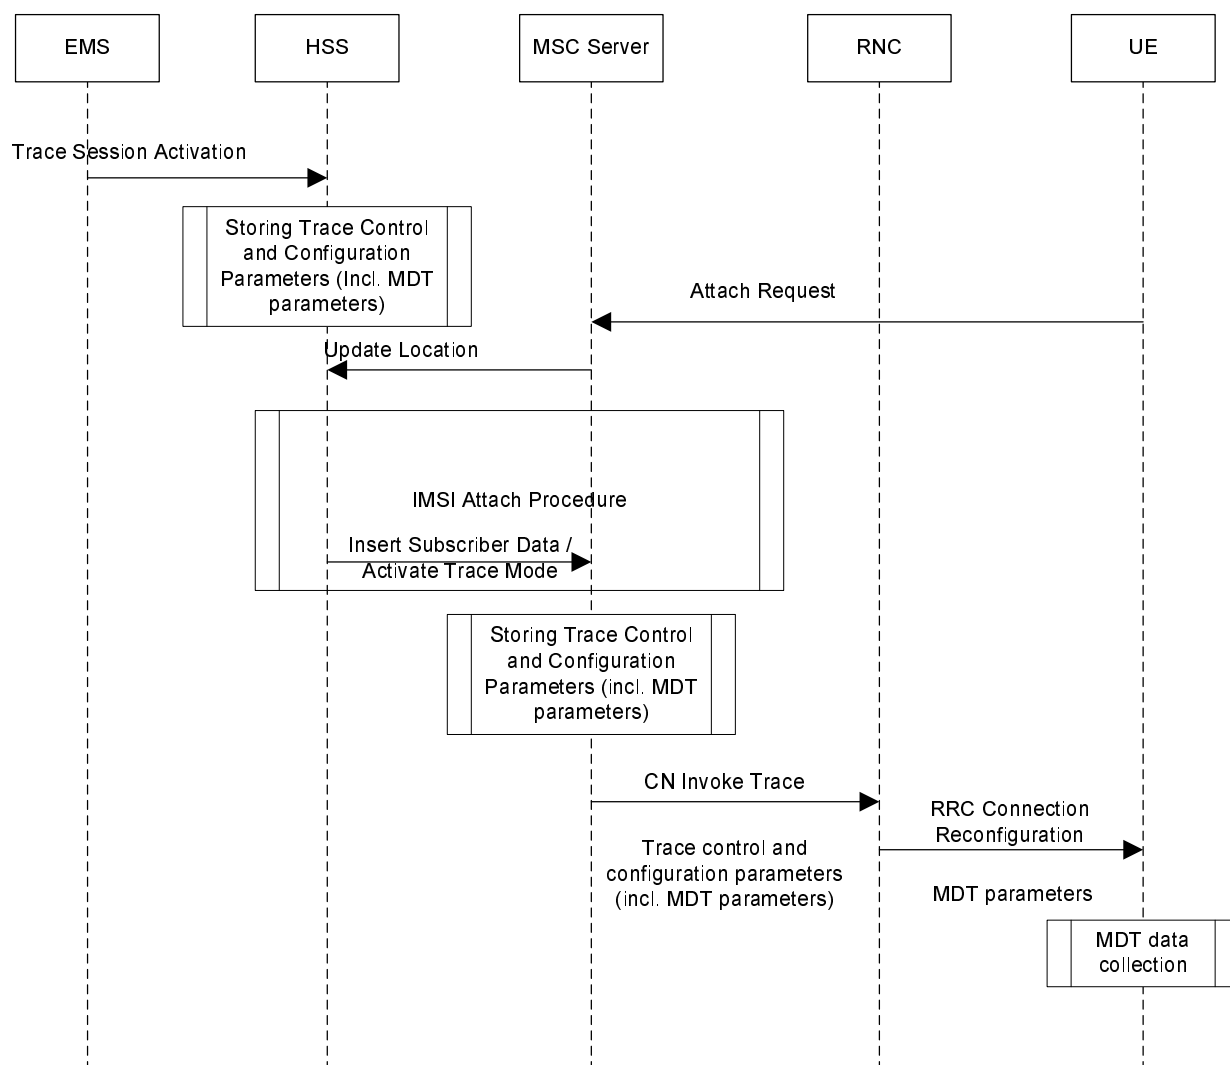 EMS
HSS
MSC Server
RNC
UE
Trace Session Activation
Storing Trace Control
and Configuration
Parameters (Incl. MDT
parameters)
Attach Request
Update Location
IMSI Attach Procedure
Insert Subscriber Data /
Activate Trace Mode
Storing Trace Control
and Configuration
Parameters (incl. MDT
parameters)
CN Invoke Trace
RRC Connection
Reconfiguration
Trace control and
configuration parameters
(incl. MDT parameters)
MDT parameters
MDT data
collection